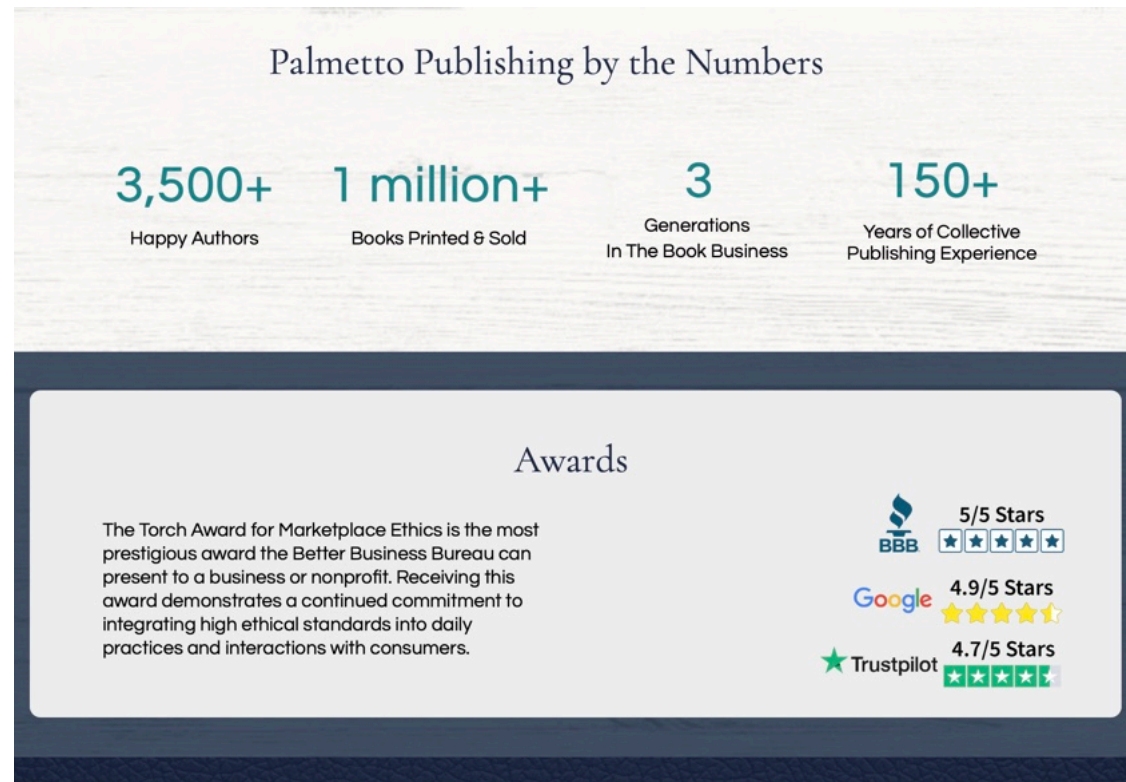 Palmetto Publishing by the Numbers
3,500+
Happy Authors
1 million+
Books Printed & Sold
3
Generations
In The Book Business
150+
Years of Collective
Publishing Experience
Awards
The Torch Award for Marketplace Ethics is the most
prestigious award the Better Business Bureau can
present to a business or nonprofit. Receiving this
award demonstrates a continued commitment to
integrating high ethical standards into daily
practices and interactions with consumers.
BBB
5/5 Stars
Google
4.9/5 Stars
Trustpilot
4.7/5 Stars